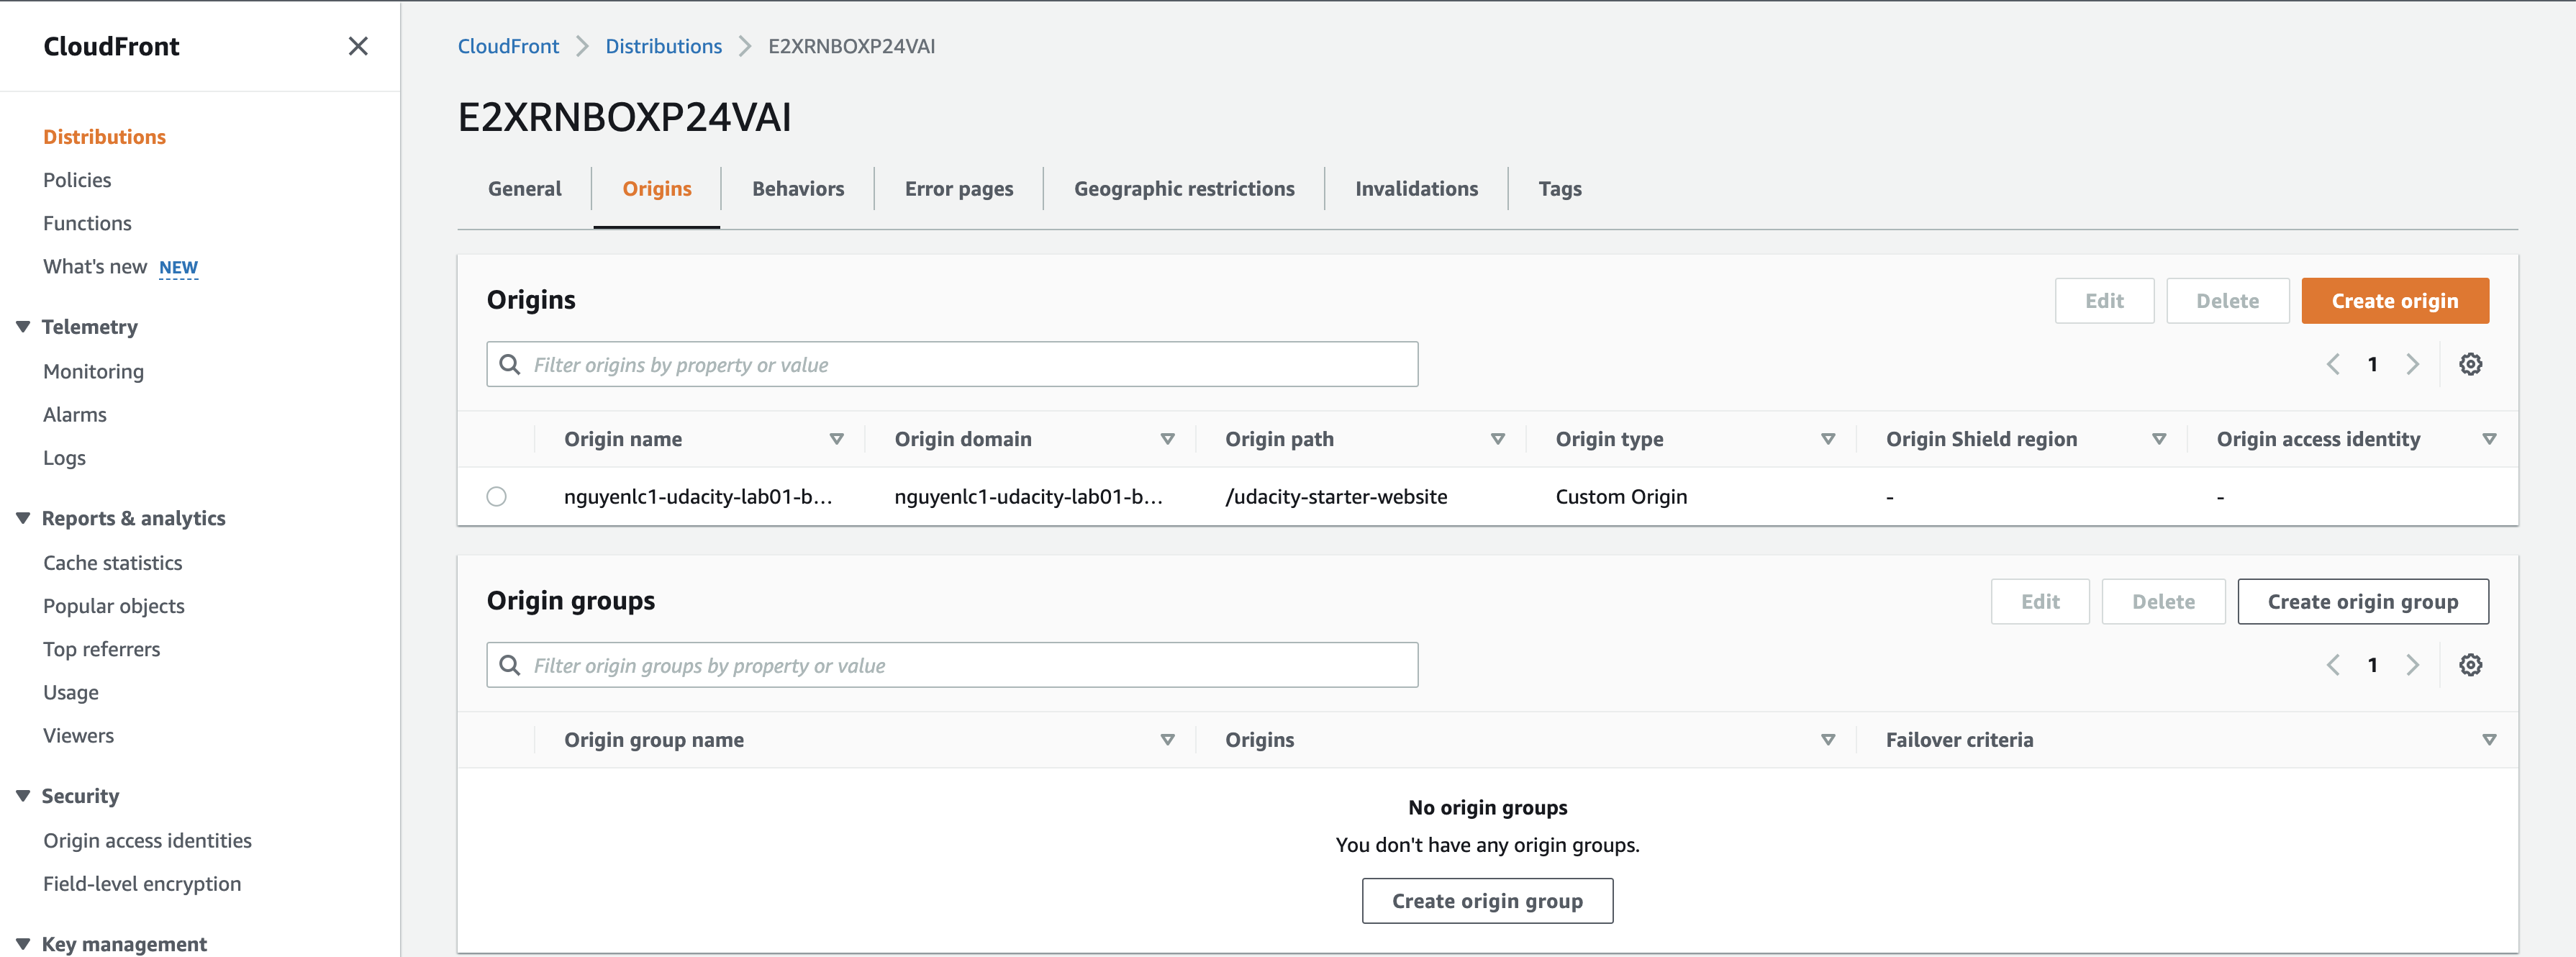 CloudFront
Distributions
Policies
Functions
What's new NEW
Telemetry
Monitoring
Alarms
Logs
Reports & analytics
Cache statistics
Popular objects
Top referrers
Usage
Viewers
Security
Origin access identities
Field-level encryption
Key management
CloudFront Distributions E2XRNBOXP24VAI
E2XRNBOXP24VAI
General Origins Behaviors Error pages Geographic restrictions Invalidations Tags
Origins Edit Delete Create origin
Filter origins by property or value 1
Origin name Origin domain Origin path Origin type Origin Shield region Origin access identity
nguyenlc1-udacity-lab01-b... nguyenlc1-udacity-lab01-b... /udacity-starter-website Custom Origin - -
Origin groups Edit Delete Create origin group
Filter origin groups by property or value 1
Origin group name Origins Failover criteria
No origin groups
You don't have any origin groups.
Create origin group